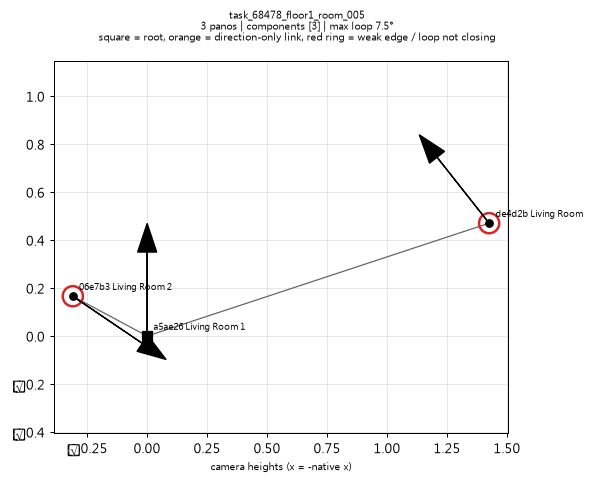 task_68478_floor1_room_005
3 panos | components [3] | max loop 7.5°
square = root, orange = direction-only link, red ring = weak edge / loop not closing
1.0
0.8
0.6
0.4
0.2
0.0
0.2
0.4
de4d2b Living Room
06e7b3 Living Room 2
a5ae26 Living Room 1
0.25 0.00 0.25 0.50 0.75 1.00 1.25 1.50
camera heights (x = -native x)